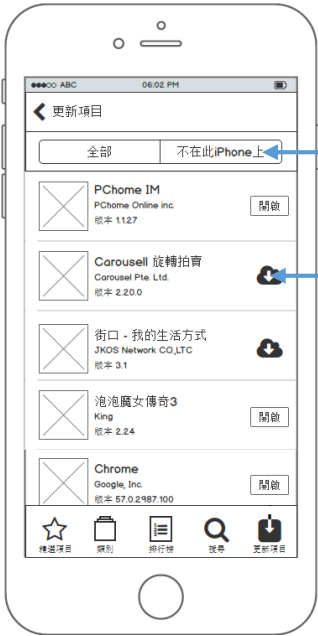 ABC 06:02 PM
更新項目
全部 不在此iPhone上
PChome IM
PChome Online inc.
版本 1.1.27
開啟
Carousell 旋轉拍賣
Carousel Pte. Ltd.
版本 2.20.0
街口 - 我的生活方式
JKOS Network CO,LTC
版本 3.1
泡泡魔女傳奇3
King
版本 2.24
開啟
Chrome
Google, Inc.
版本 57.0.2987.100
開啟
精選項目 類別 排行榜 搜尋 更新項目